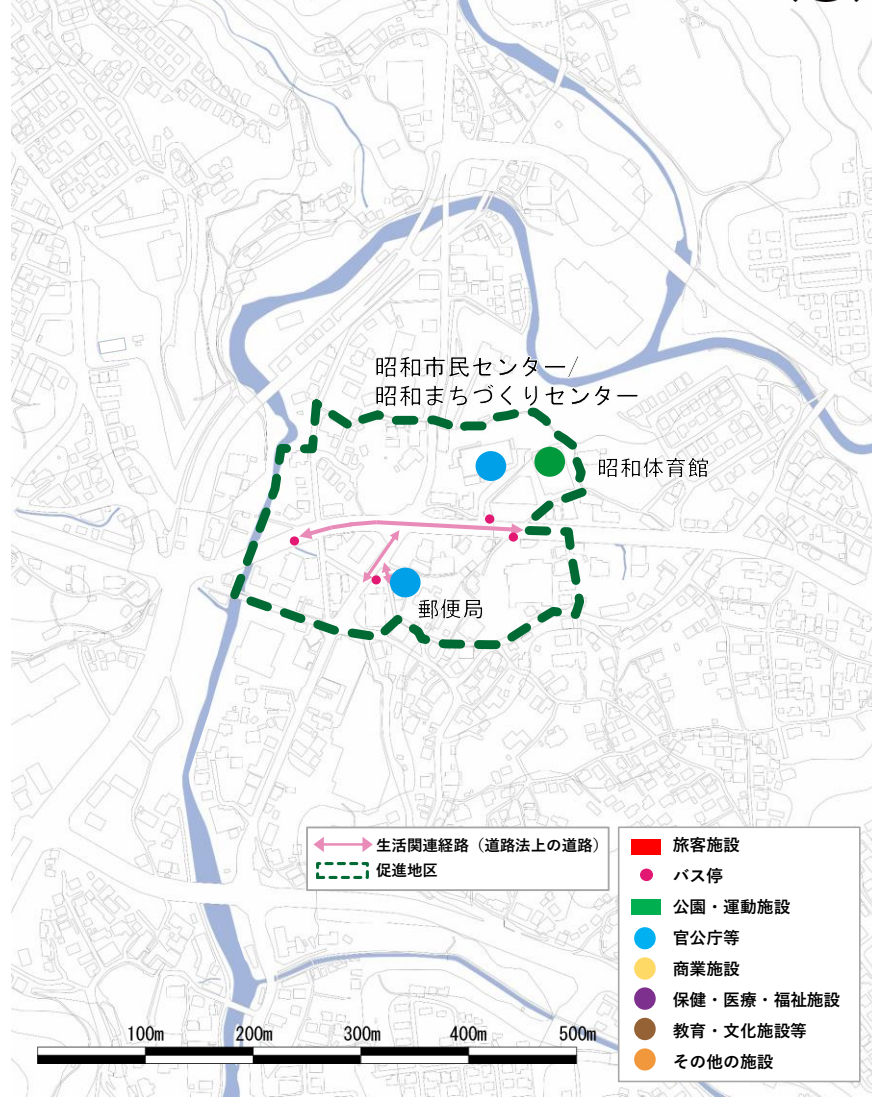 昭和市民センター/
昭和まちづくりセンター
昭和体育館
郵便局
生活関連経路（道路法上の道路）
促進地区
旅客施設
バス停
公園・運動施設
官公庁等
商業施設
保健・医療・福祉施設
教育・文化施設等
その他の施設
100m 200m 300m 400m 500m